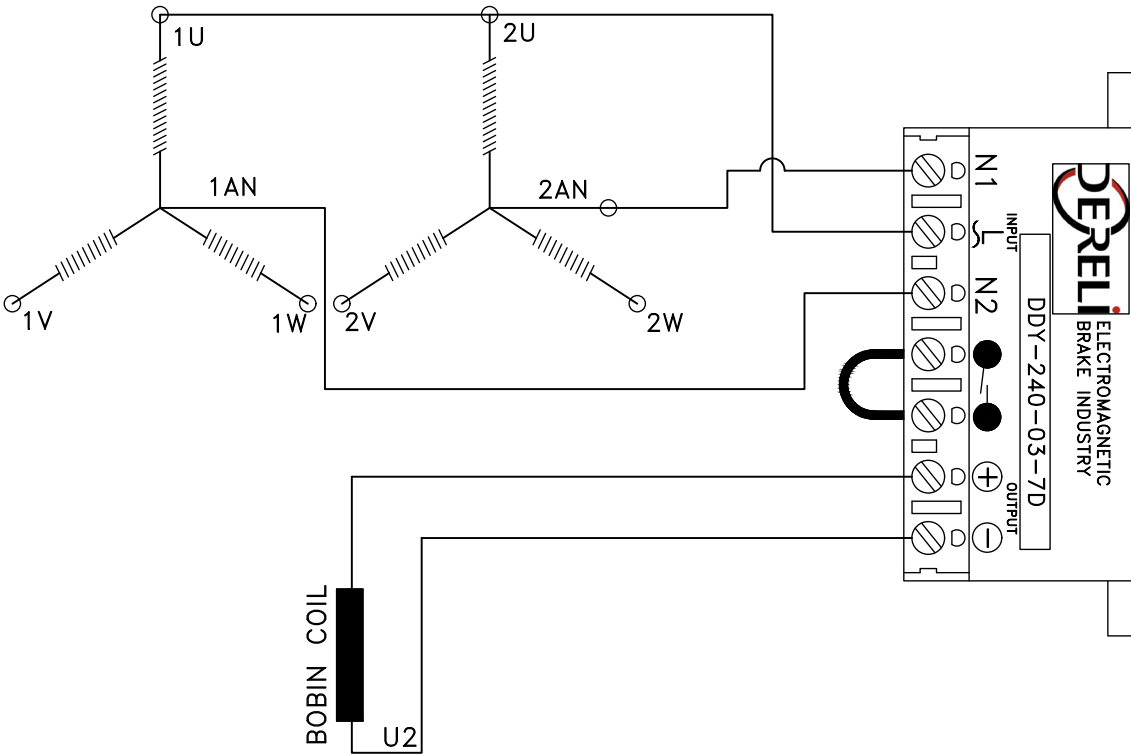 1U
2U
1AN
2AN
1V
1W
2V
2W
N1
L
INPUT
N2
+
OUTPUT
−
DDY-240-03-7D
DERELİ
ELECTROMAGNETIC
BRAKE INDUSTRY
BOBIN COIL
U2